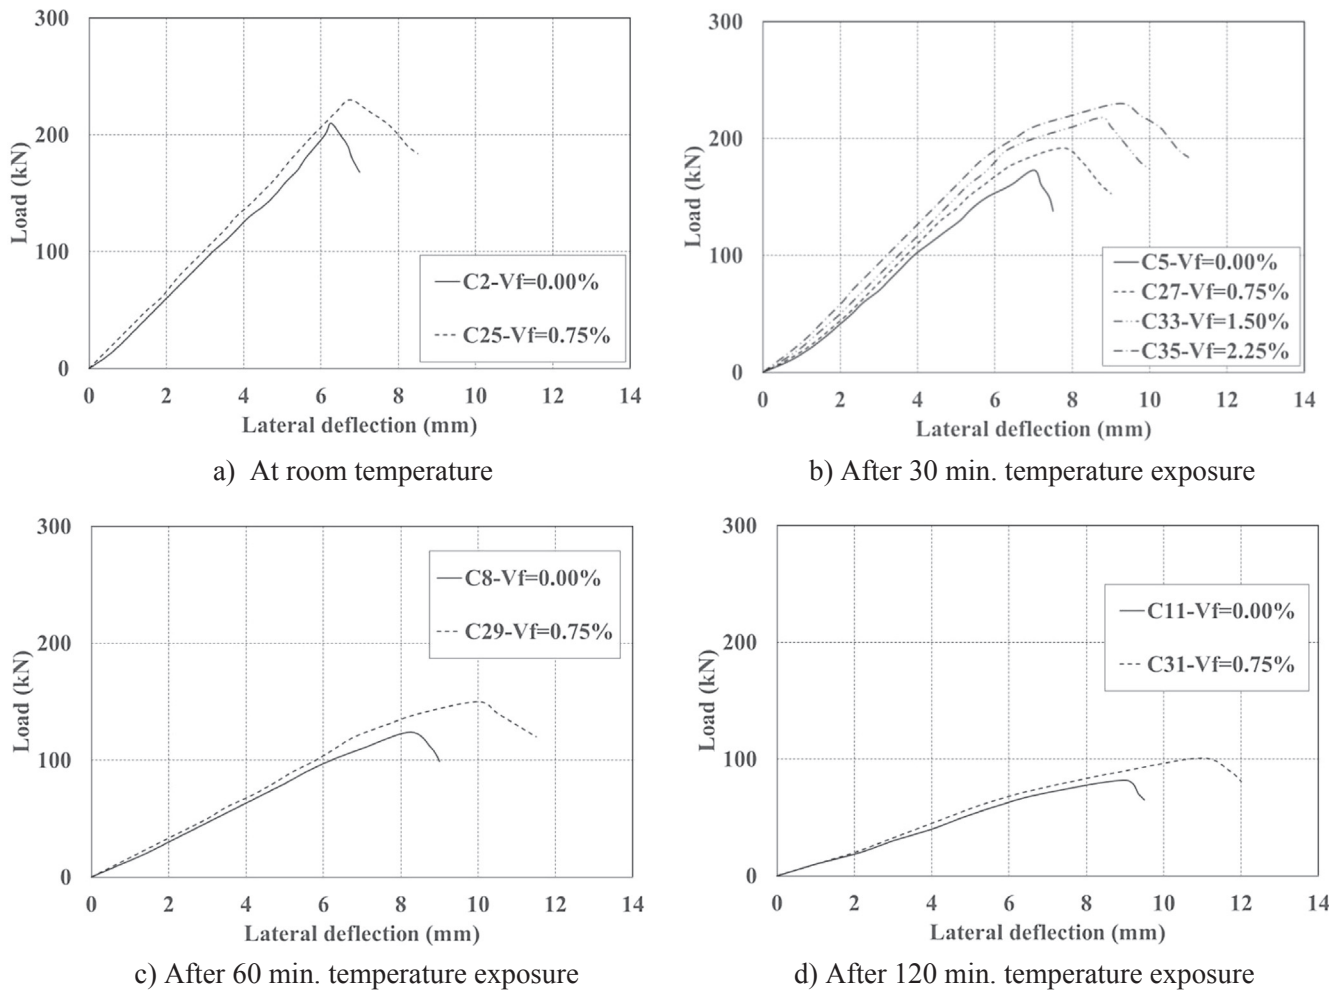 300
200
100
0
Load (kN)
0 2 4 6 8 10 12 14
Lateral deflection (mm)
C2-Vf=0.00%
C25-Vf=0.75%
a) At room temperature
300
200
100
0
Load (kN)
0 2 4 6 8 10 12 14
Lateral deflection (mm)
C5-Vf=0.00%
C27-Vf=0.75%
C33-Vf=1.50%
C35-Vf=2.25%
b) After 30 min. temperature exposure
300
200
100
0
Load (kN)
0 2 4 6 8 10 12 14
Lateral deflection (mm)
C8-Vf=0.00%
C29-Vf=0.75%
c) After 60 min. temperature exposure
300
200
100
0
Load (kN)
0 2 4 6 8 10 12 14
Lateral deflection (mm)
C11-Vf=0.00%
C31-Vf=0.75%
d) After 120 min. temperature exposure